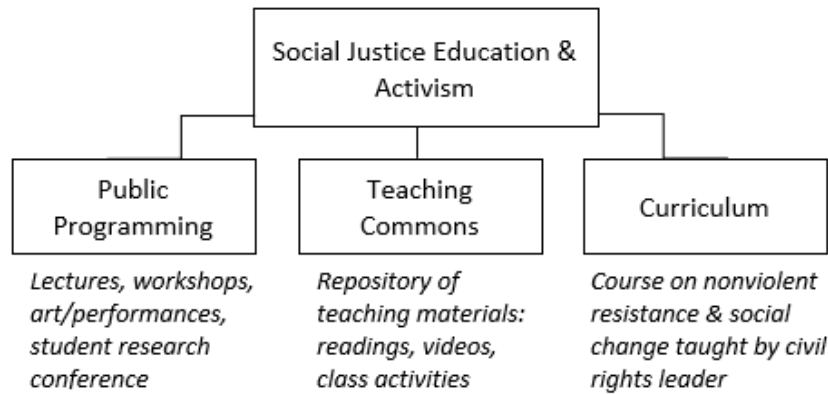 Social Justice Education &
Activism
Public
Programming
Teaching
Commons
Curriculum
Lectures, workshops,
art/performances,
student research
conference
Repository of
teaching materials:
readings, videos,
class activities
Course on nonviolent
resistance & social
change taught by civil
rights leader